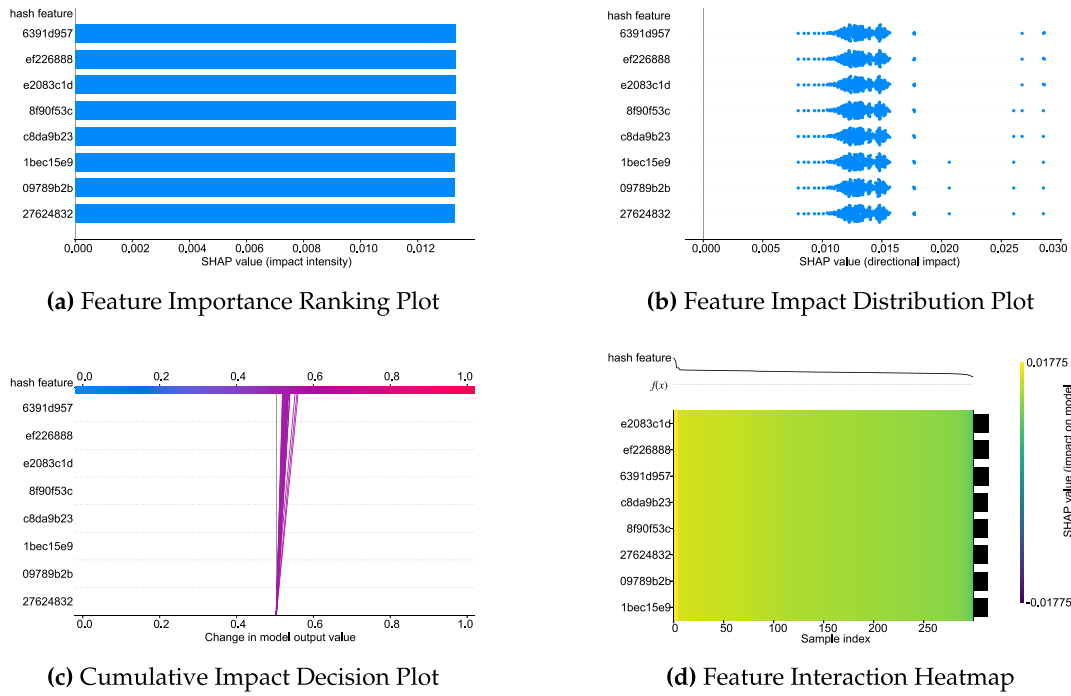 hash feature
6391d957
ef226888
e2083c1d
8f90f53c
c8da9b23
1bec15e9
09789b2b
27624832
0.000 0.002 0.004 0.006 0.008 0.010 0.012
SHAP value (impact intensity)
(a) Feature Importance Ranking Plot
hash feature
6391d957
ef226888
e2083c1d
8f90f53c
c8da9b23
1bec15e9
09789b2b
27624832
0.000 0.005 0.010 0.015 0.020 0.025 0.030
SHAP value (directional impact)
(b) Feature Impact Distribution Plot
0.0 0.2 0.4 0.6 0.8 1.0
hash feature
6391d957
ef226888
e2083c1d
8f90f53c
c8da9b23
1bec15e9
09789b2b
27624832
0.0 0.2 0.4 0.6 0.8 1.0
Change in model output value
(c) Cumulative Impact Decision Plot
hash feature
f(x)
e2083c1d
ef226888
6391d957
c8da9b23
8f90f53c
27624832
09789b2b
1bec15e9
0 50 100 150 200 250
Sample index
0.01775
-0.01775
SHAP value (impact on model
(d) Feature Interaction Heatmap